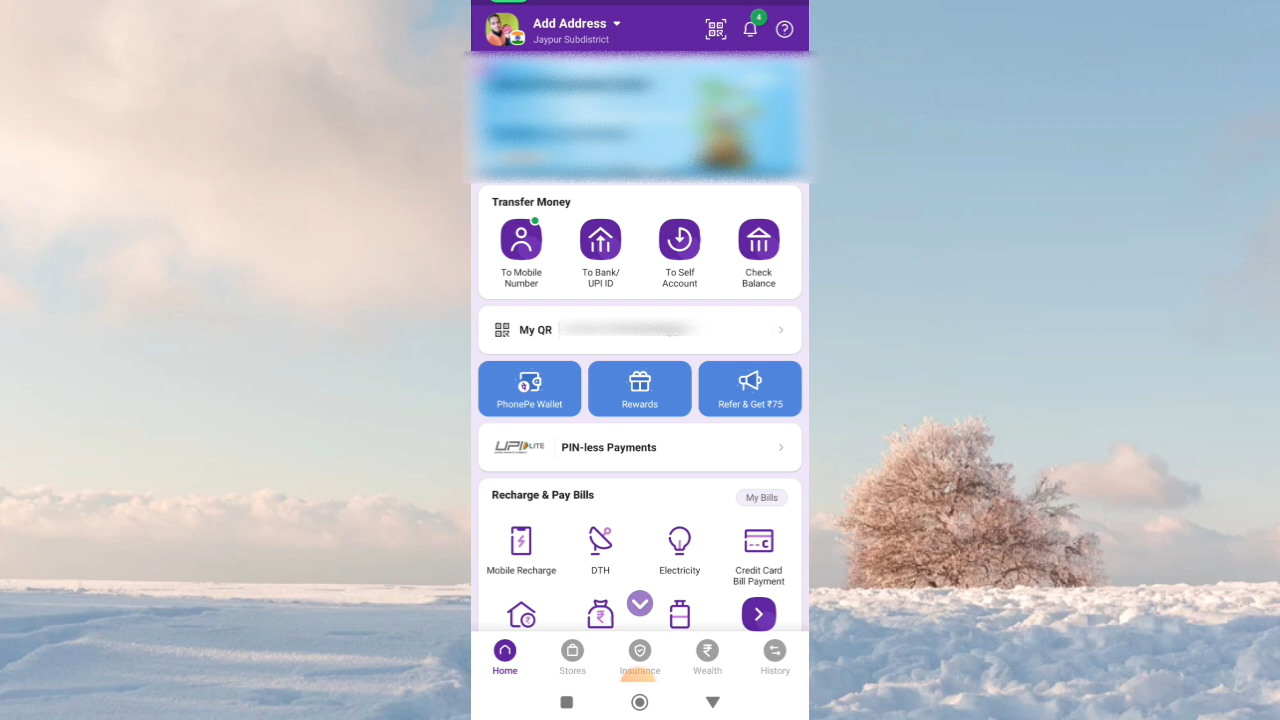 Add Address
Jaypur Subdistrict
4
Transfer Money
To Mobile Number
To Bank/ UPI ID
To Self Account
Check Balance
My QR
PhonePe Wallet
Rewards
Refer & Get ₹75
UPI LITE
PIN-less Payments
Recharge & Pay Bills
My Bills
Mobile Recharge
DTH
Electricity
Credit Card Bill Payment
Home
Stores
Insurance
Wealth
History